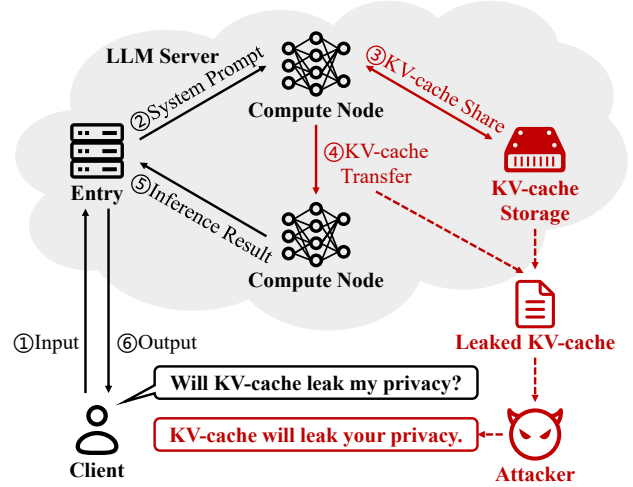 LLM Server
②System Prompt
Compute Node
③KV-cache Share
Entry
④KV-cache
Transfer
KV-cache
Storage
⑤Inference Result
Compute Node
①Input
⑥Output
Leaked KV-cache
Will KV-cache leak my privacy?
KV-cache will leak your privacy.
Client
Attacker